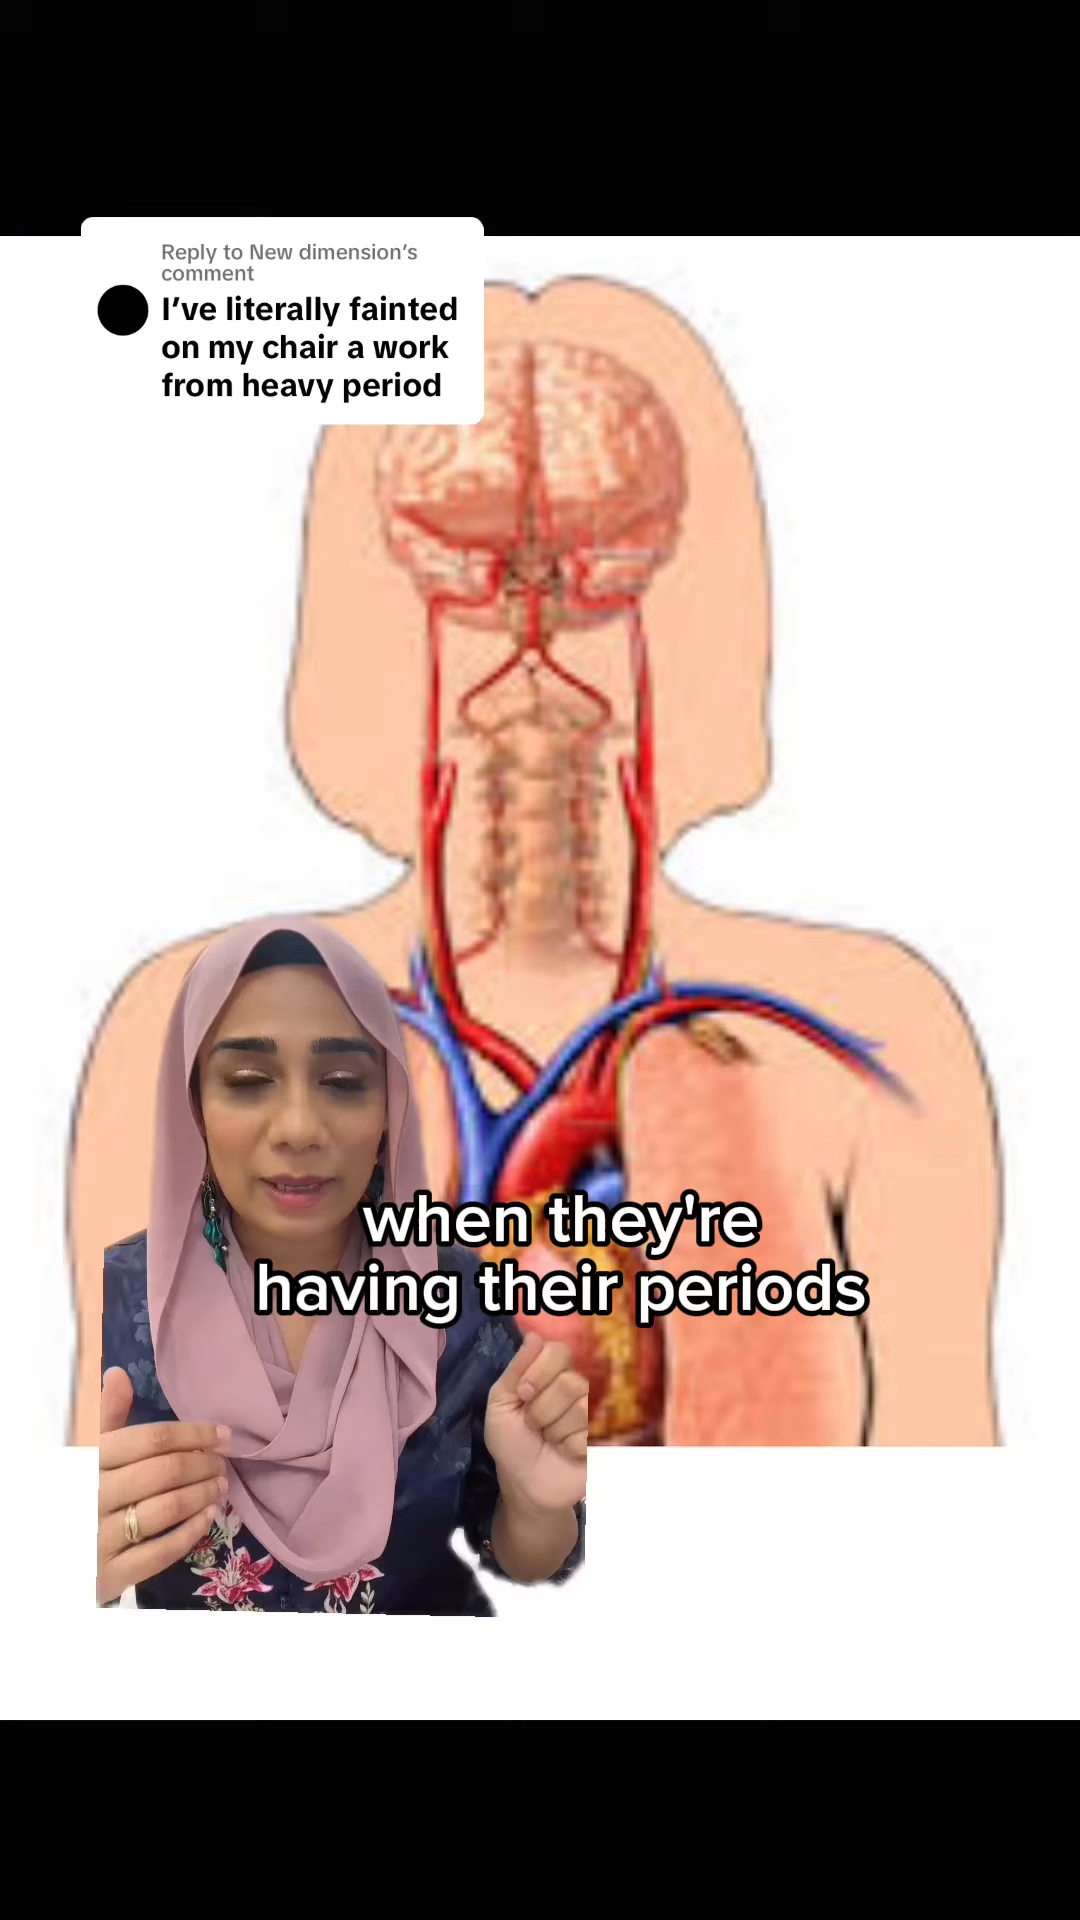 Reply to New dimension’s
comment
I’ve literally fainted
on my chair a work
from heavy period
when they're
having their periods